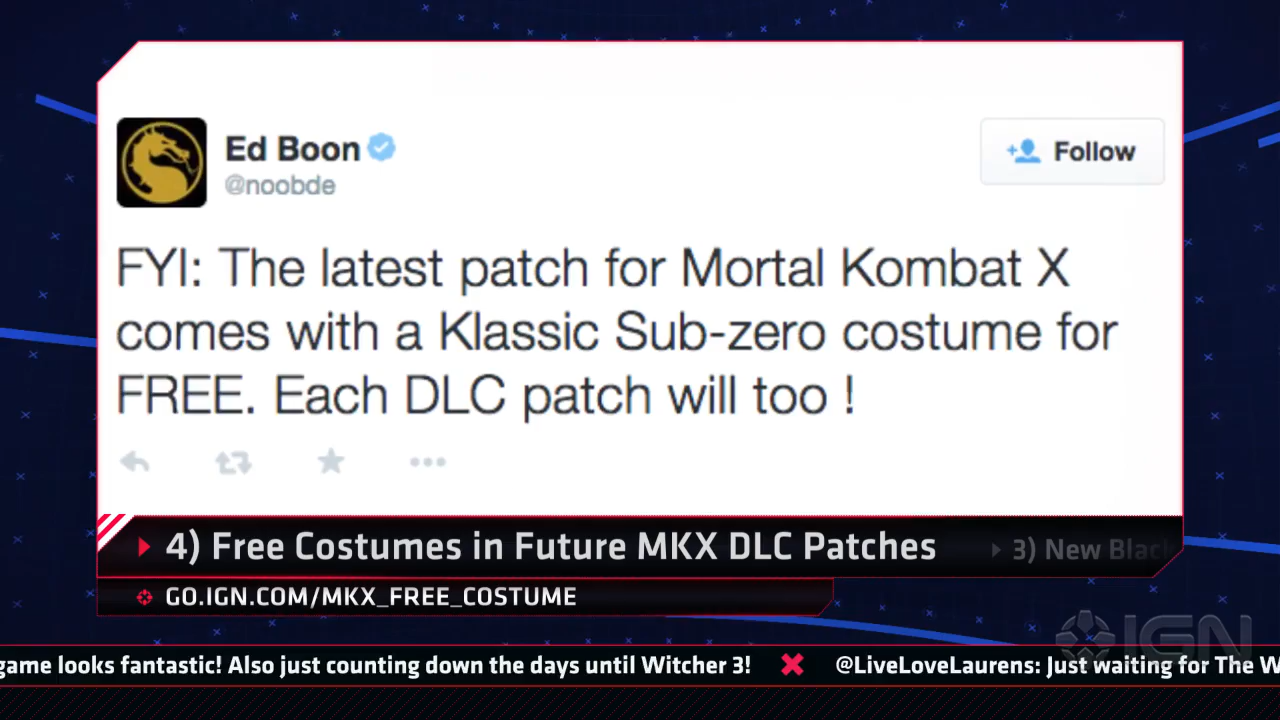 Ed Boon
@noobde
Follow
FYI: The latest patch for Mortal Kombat X
comes with a Klassic Sub-zero costume for
FREE. Each DLC patch will too !
4) Free Costumes in Future MKX DLC Patches
3) New
GO.IGN.COM/MKX_FREE_COSTUME
IGN
game looks fantastic! Also just counting down the days until Witcher 3!
@LiveLoveLaurens: Just waiting for The